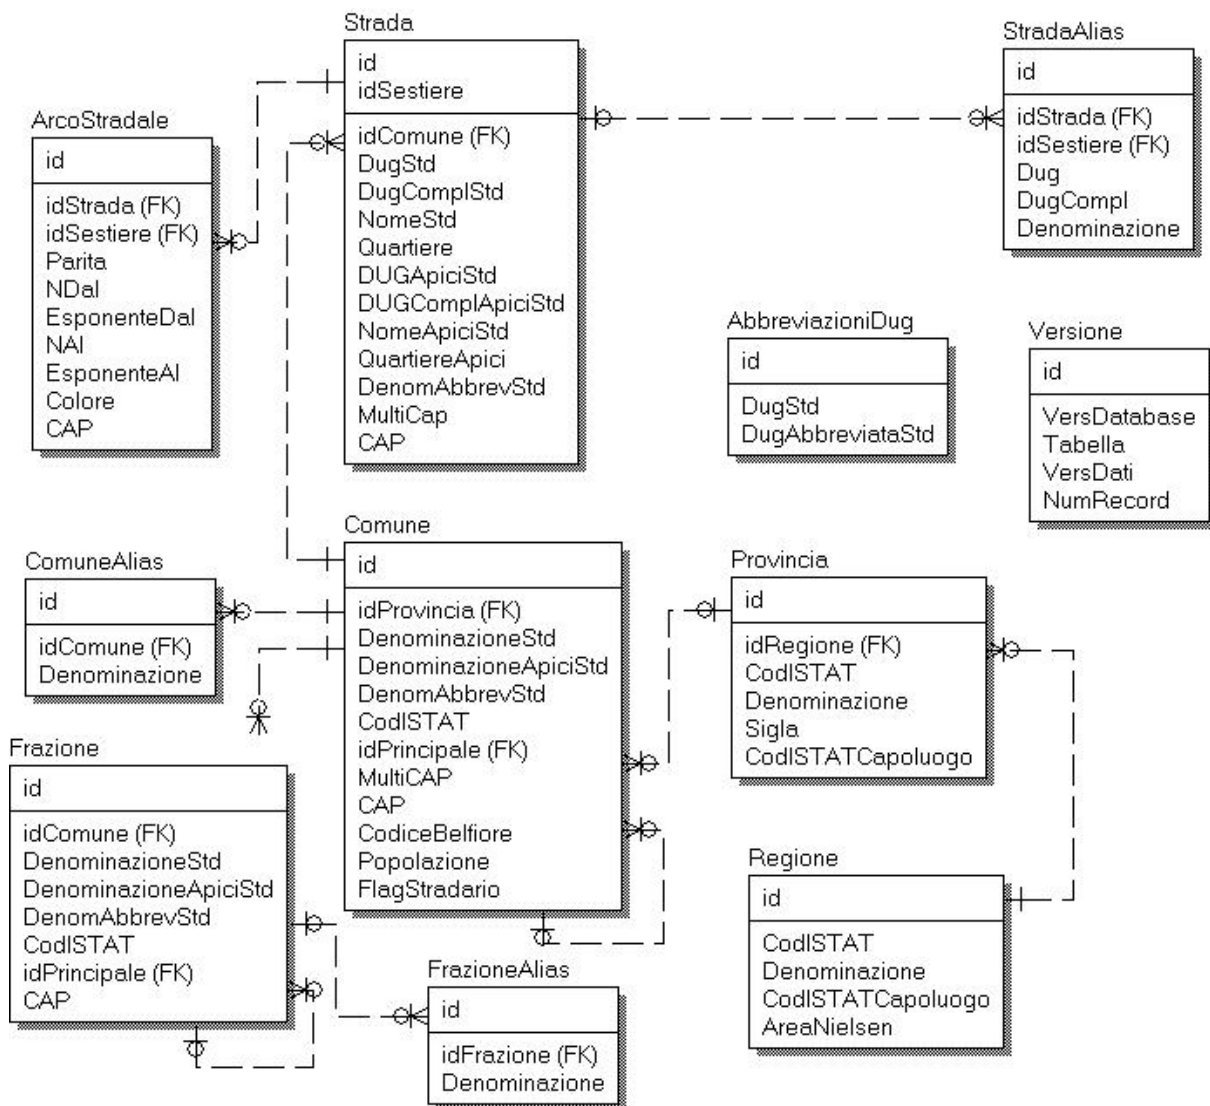 Strada
id
idSestiere
idComune (FK)
DugStd
DugComplStd
NomeStd
Quartiere
DUGApiciStd
DUGComplApiciStd
NomeApiciStd
QuartiereApici
DenomAbbrevStd
MultiCap
CAP
StradaAlias
id
idStrada (FK)
idSestiere (FK)
Dug
DugCompl
Denominazione
ArcoStradale
id
idStrada (FK)
idSestiere (FK)
Parita
NDal
EsponenteDal
NAl
EsponenteAl
Colore
CAP
AbbreviazioniDug
id
DugStd
DugAbbreviataStd
Versione
id
VersDatabase
Tabella
VersDati
NumRecord
Comune
id
idProvincia (FK)
DenominazioneStd
DenominazioneApiciStd
DenomAbbrevStd
CodISTAT
idPrincipale (FK)
MultiCAP
CAP
CodiceBelfiore
Popolazione
FlagStradario
ComuneAlias
id
idComune (FK)
Denominazione
Provincia
id
idRegione (FK)
CodISTAT
Denominazione
Sigla
CodISTATCapoluogo
Frazione
id
idComune (FK)
DenominazioneStd
DenominazioneApiciStd
DenomAbbrevStd
CodISTAT
idPrincipale (FK)
CAP
FrazioneAlias
id
idFrazione (FK)
Denominazione
Regione
id
CodISTAT
Denominazione
CodISTATCapoluogo
AreaNielsen